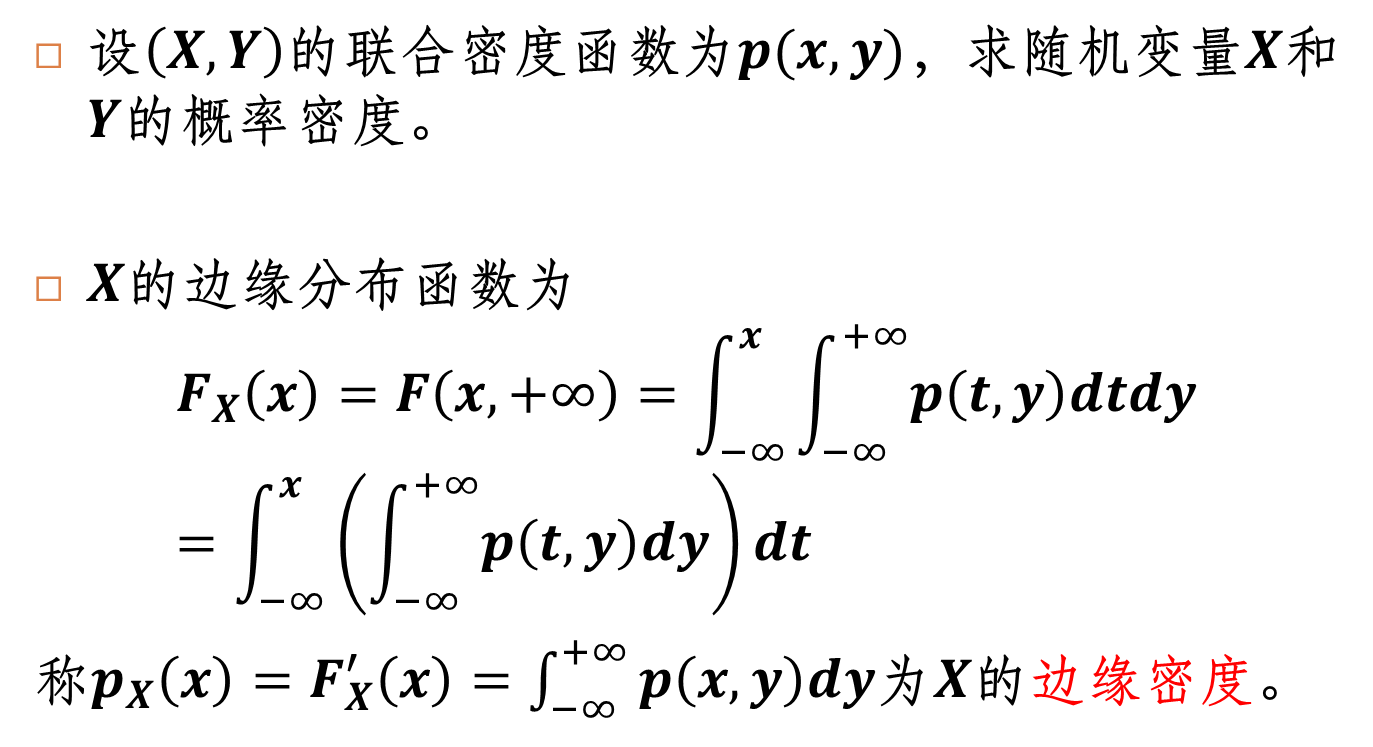 □ 设(X, Y)的联合密度函数为p(x, y)，求随机变量X和
Y的概率密度。
□ X的边缘分布函数为
F_X(x) = F(x, +∞) = ∫_{−∞}^{x} ∫_{−∞}^{+∞} p(t, y)dtdy
= ∫_{−∞}^{x} (∫_{−∞}^{+∞} p(t, y)dy) dt
称p_X(x) = F′_X(x) = ∫_{−∞}^{+∞} p(x, y)dy为X的边缘密度。